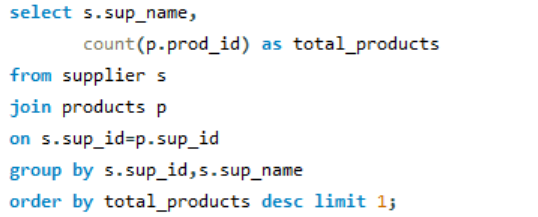 select s.sup_name,
count(p.prod_id) as total_products
from supplier s
join products p
on s.sup_id=p.sup_id
group by s.sup_id,s.sup_name
order by total_products desc limit 1;